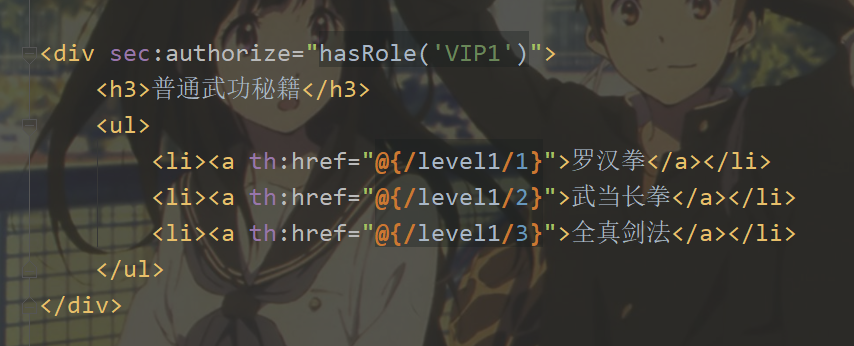 <div sec:authorize="hasRole('VIP1')">
<h3>普通武功秘籍</h3>
<ul>
<li><a th:href="@{/level1/1}">罗汉拳</a></li>
<li><a th:href="@{/level1/2}">武当长拳</a></li>
<li><a th:href="@{/level1/3}">全真剑法</a></li>
</ul>
</div>